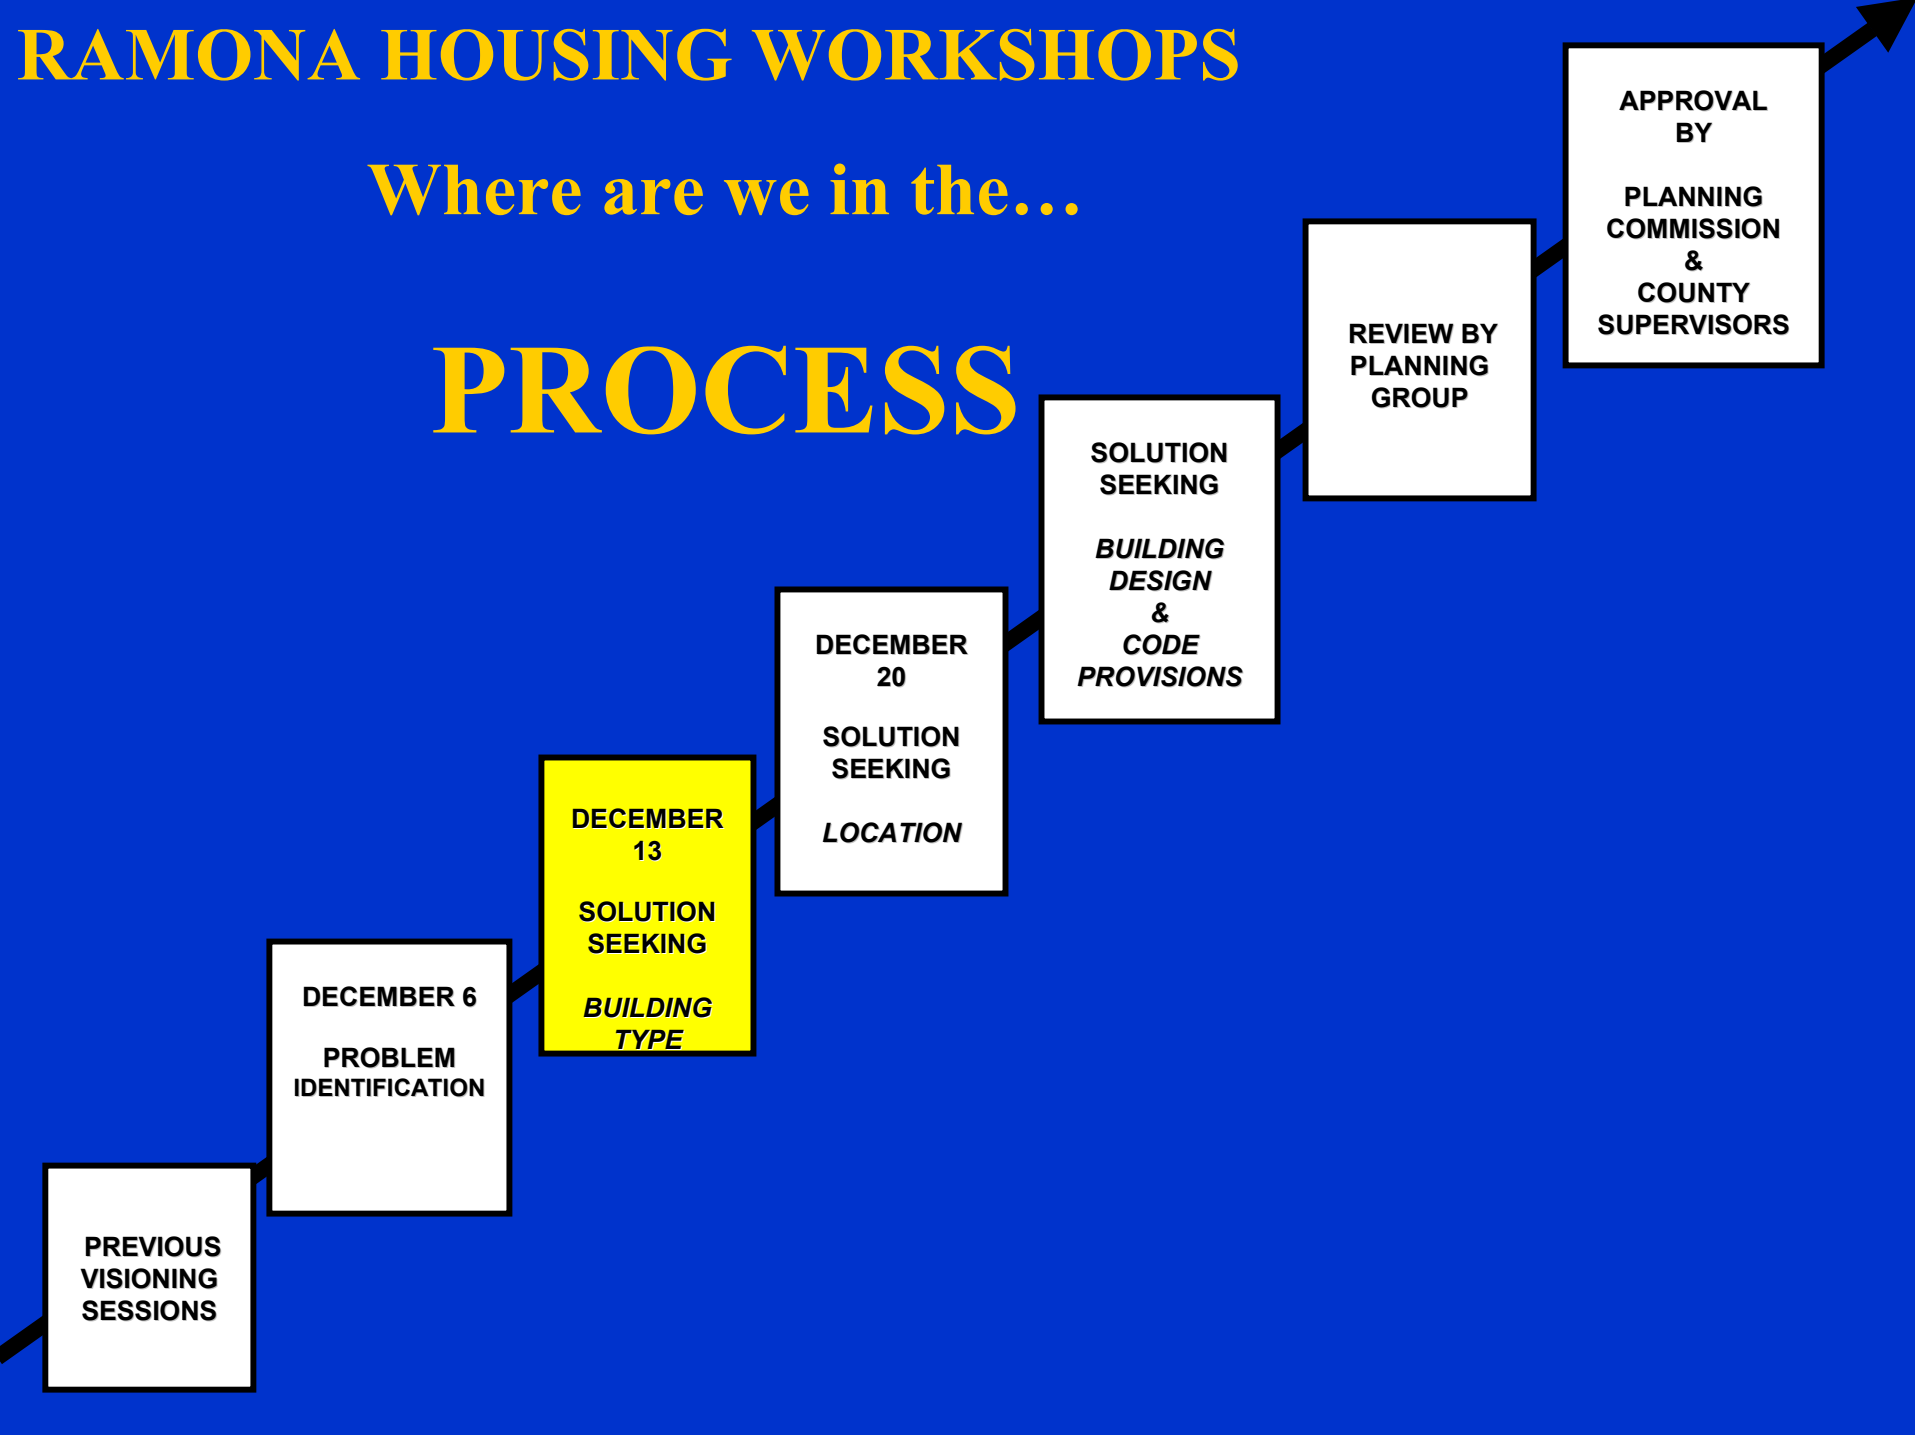 RAMONA HOUSING WORKSHOPS
Where are we in the…
PROCESS
PREVIOUS
VISIONING
SESSIONS
DECEMBER 6
PROBLEM
IDENTIFICATION
DECEMBER
13
SOLUTION
SEEKING
BUILDING
TYPE
DECEMBER
20
SOLUTION
SEEKING
LOCATION
SOLUTION
SEEKING
BUILDING
DESIGN
&
CODE
PROVISIONS
REVIEW BY
PLANNING
GROUP
APPROVAL
BY
PLANNING
COMMISSION
&
COUNTY
SUPERVISORS